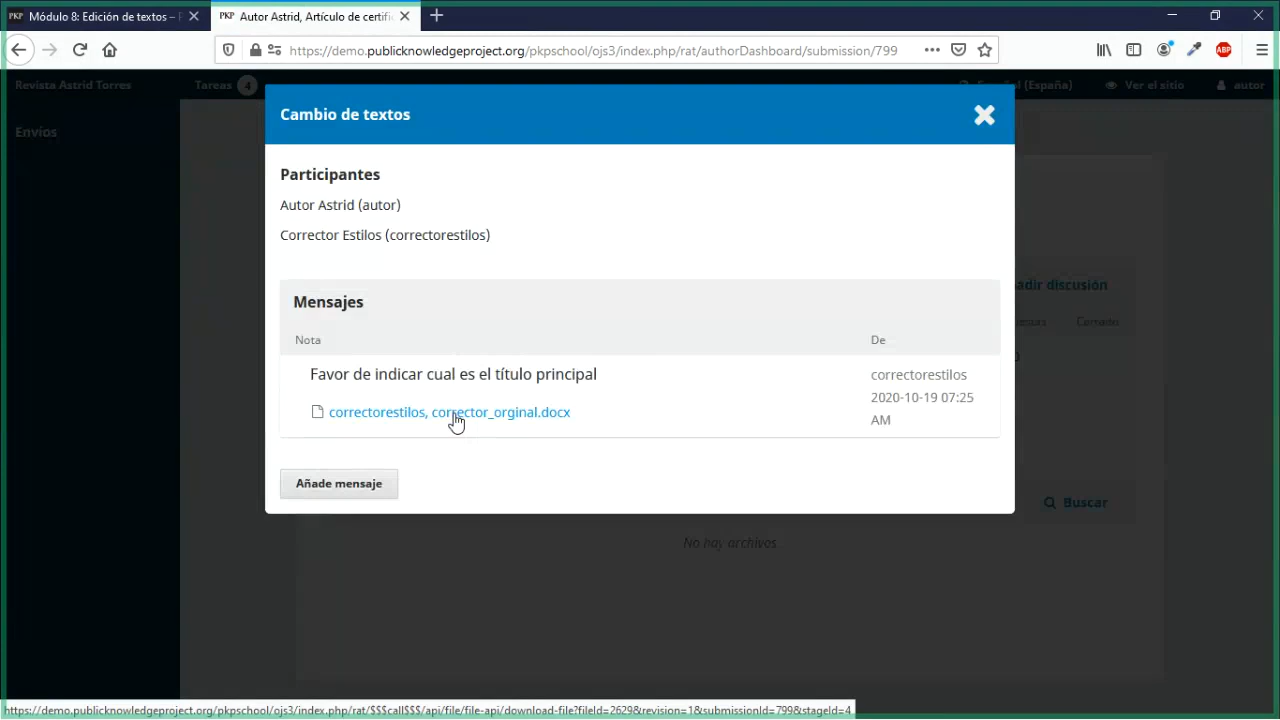 PKP Módulo 8: Edición de textos – P
PKP Autor Astrid, Artículo de certifi
https://demo.publicknowledgeproject.org/pkpschool/ojs3/index.php/rat/authorDashboard/submission/799
ABP
Revista Astrid Torres
Tareas 4
Español (España)
Ver el sitio
autor
Envíos
Cambio de textos
Participantes
Autor Astrid (autor)
Corrector Estilos (correctorestilos)
adir discusión
Mensajes
Nota
De
Favor de indicar cual es el título principal
correctorestilos
2020-10-19 07:25
AM
correctorestilos, corrector_orginal.docx
Añade mensaje
Buscar
No hay archivos
https://demo.publicknowledgeproject.org/pkpschool/ojs3/index.php/rat/$$$call$$$/api/file/file-api/download-file?fileId=2629&revision=1&submissionId=799&stageId=4